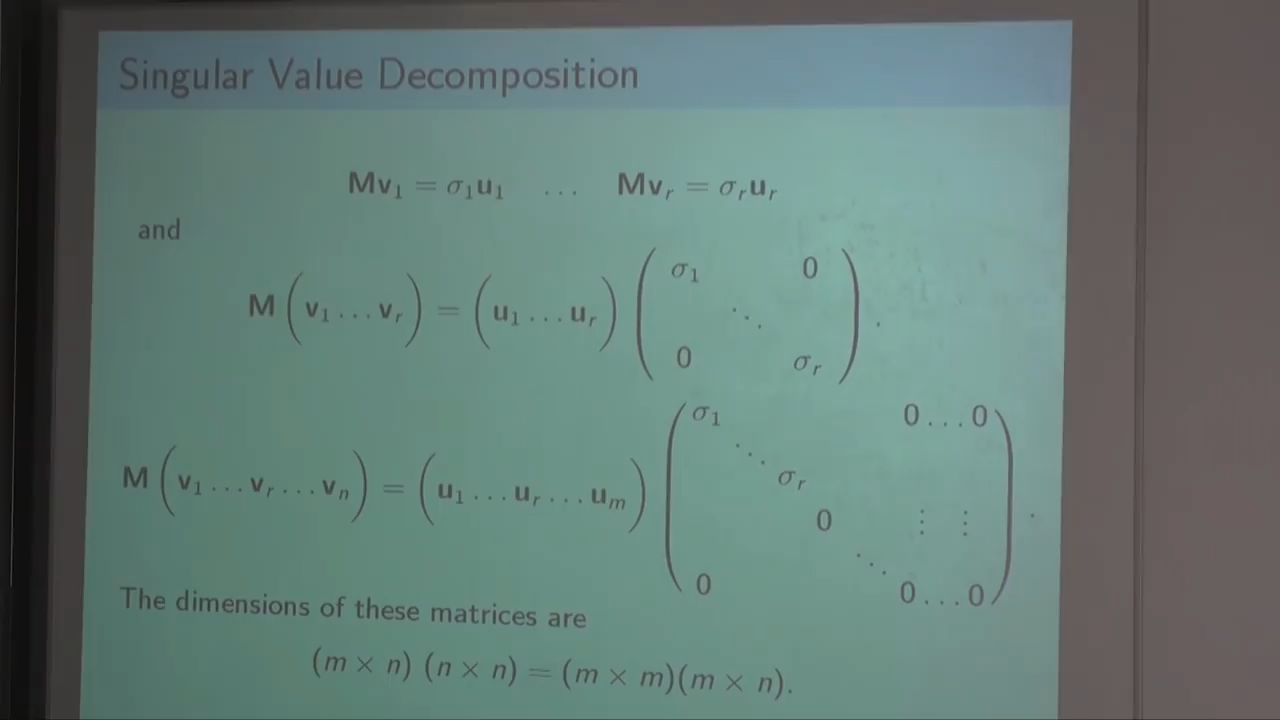 Singular Value Decomposition
Mv₁ = σ₁u₁ ... Mvᵣ = σᵣuᵣ
and
M (v₁ ... vᵣ) = (u₁ ... uᵣ) ( σ₁ 0 ⋱ 0 σᵣ ) .
M (v₁ ... vᵣ ... vₙ) = (u₁ ... uᵣ ... uₘ) ( σ₁ 0 ... 0 ⋱ σᵣ 0 ⋮ ⋮ ⋱ 0 0 ... 0 ) .
The dimensions of these matrices are
(m × n) (n × n) = (m × m)(m × n).